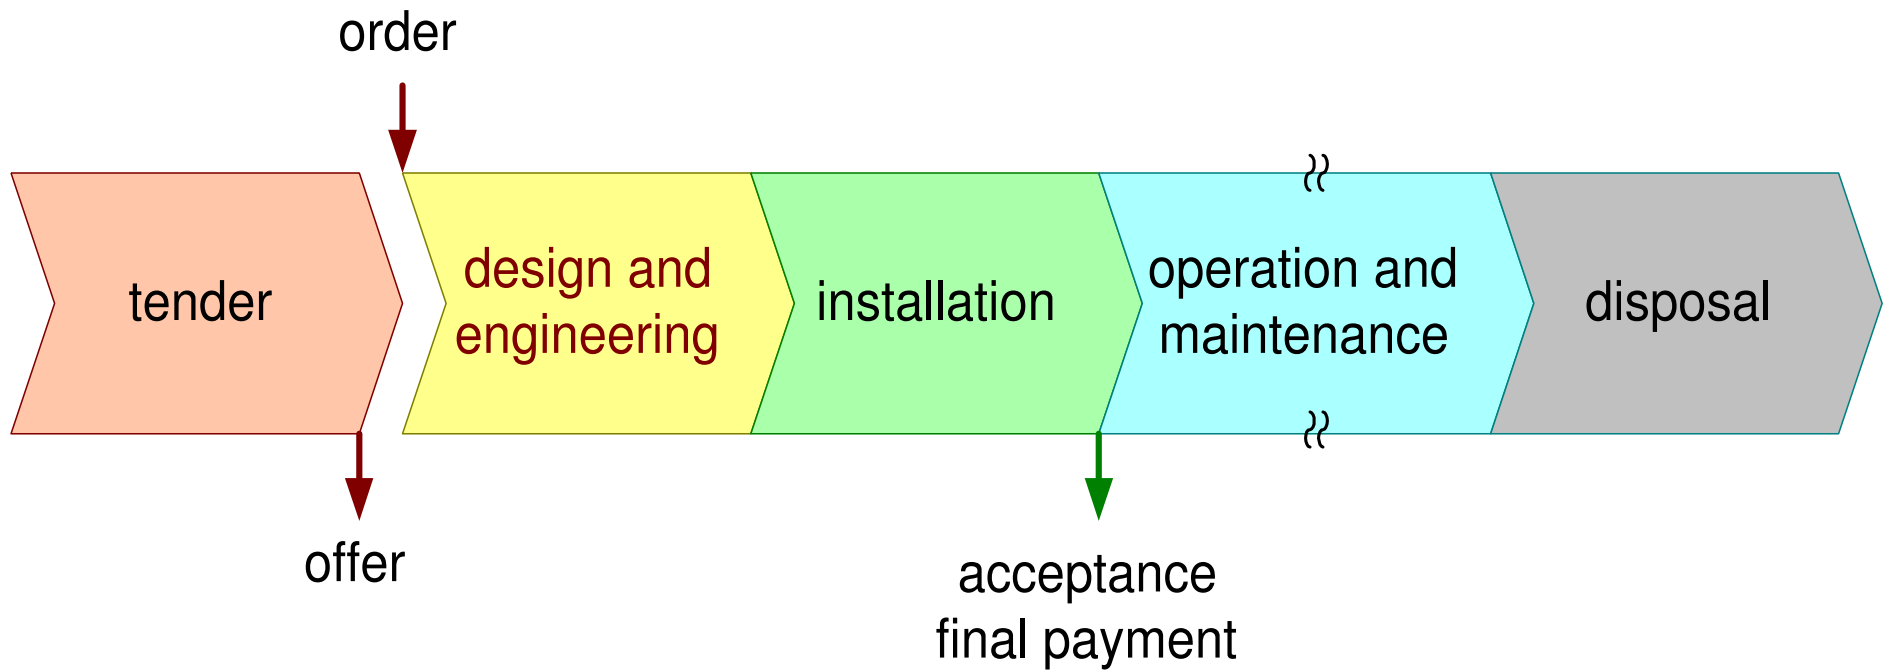 order
tender
design and
engineering
installation
operation and
maintenance
disposal
offer
acceptance
final payment